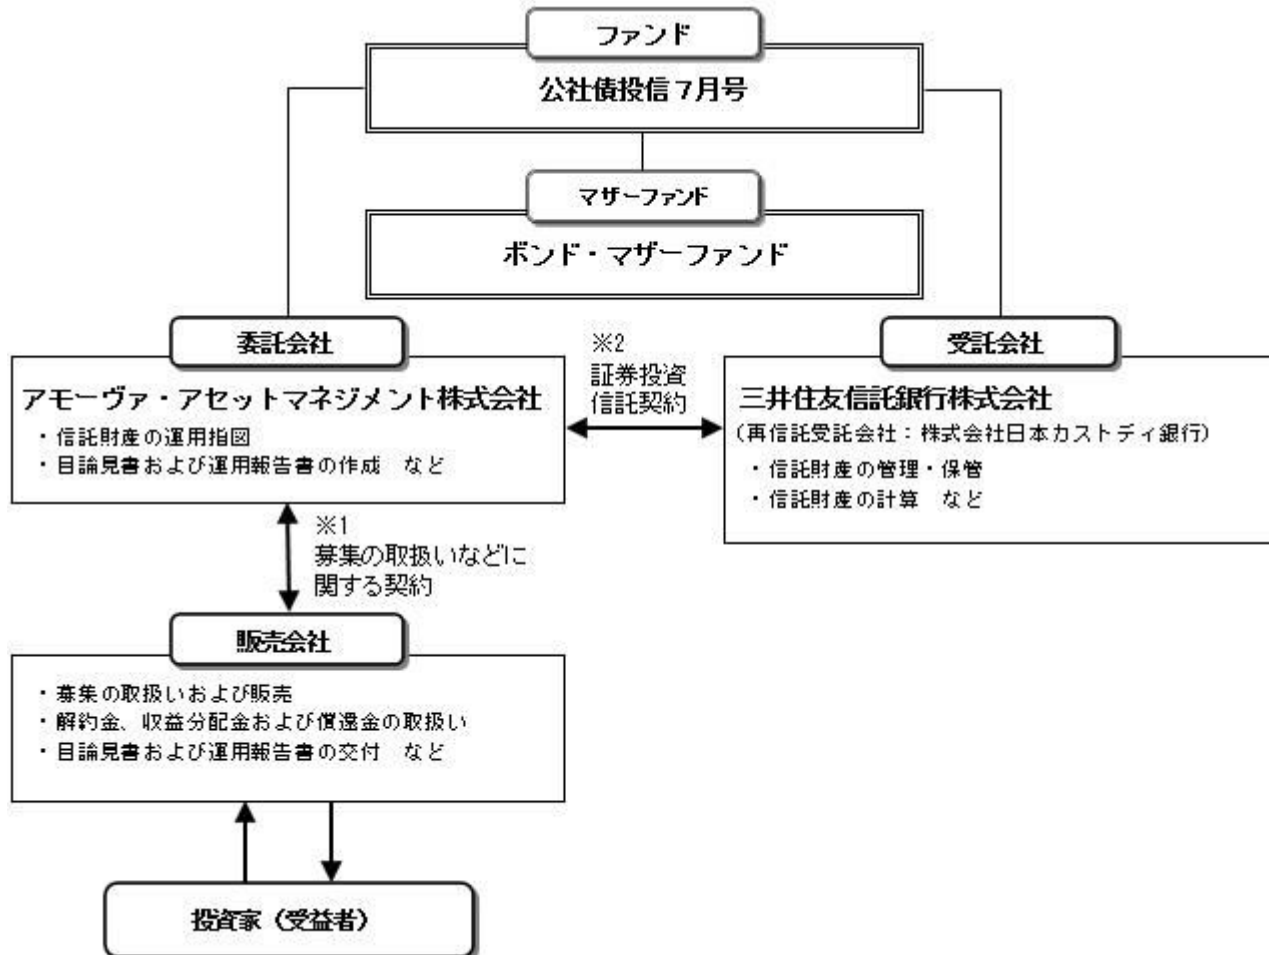 ファンド
公社債投信7月号
マザーファンド
ボンド・マザーファンド
委託会社
アモーヴァ・アセットマネジメント株式会社
・信託財産の運用指図
・目論見書および運用報告書の作成　など
※2
証券投資
信託契約
受託会社
三井住友信託銀行株式会社
(再信託受託会社：株式会社日本カストディ銀行)
・信託財産の管理・保管
・信託財産の計算　など
※1
募集の取扱いなどに
関する契約
販売会社
・募集の取扱いおよび販売
・解約金、収益分配金および償還金の取扱い
・目論見書および運用報告書の交付　など
投資家（受益者）